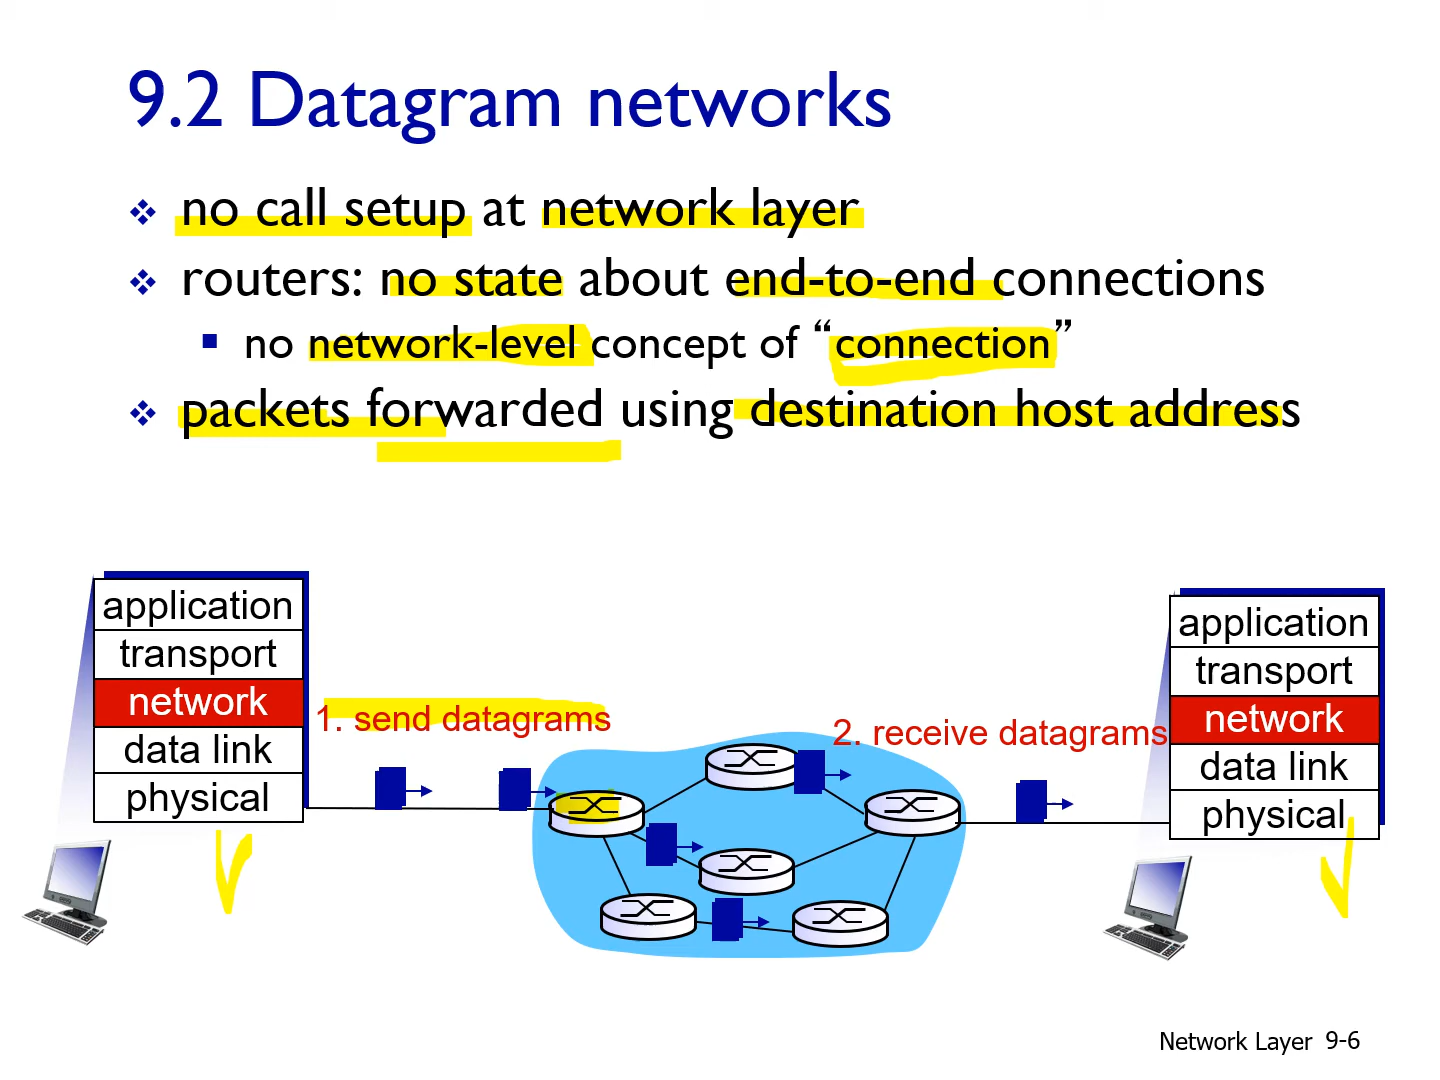 9.2 Datagram networks
no call setup at network layer
routers: no state about end-to-end connections
no network-level concept of “connection”
packets forwarded using destination host address
application
transport
network
data link
physical
1. send datagrams
2. receive datagrams
application
transport
network
data link
physical
Network Layer 9-6